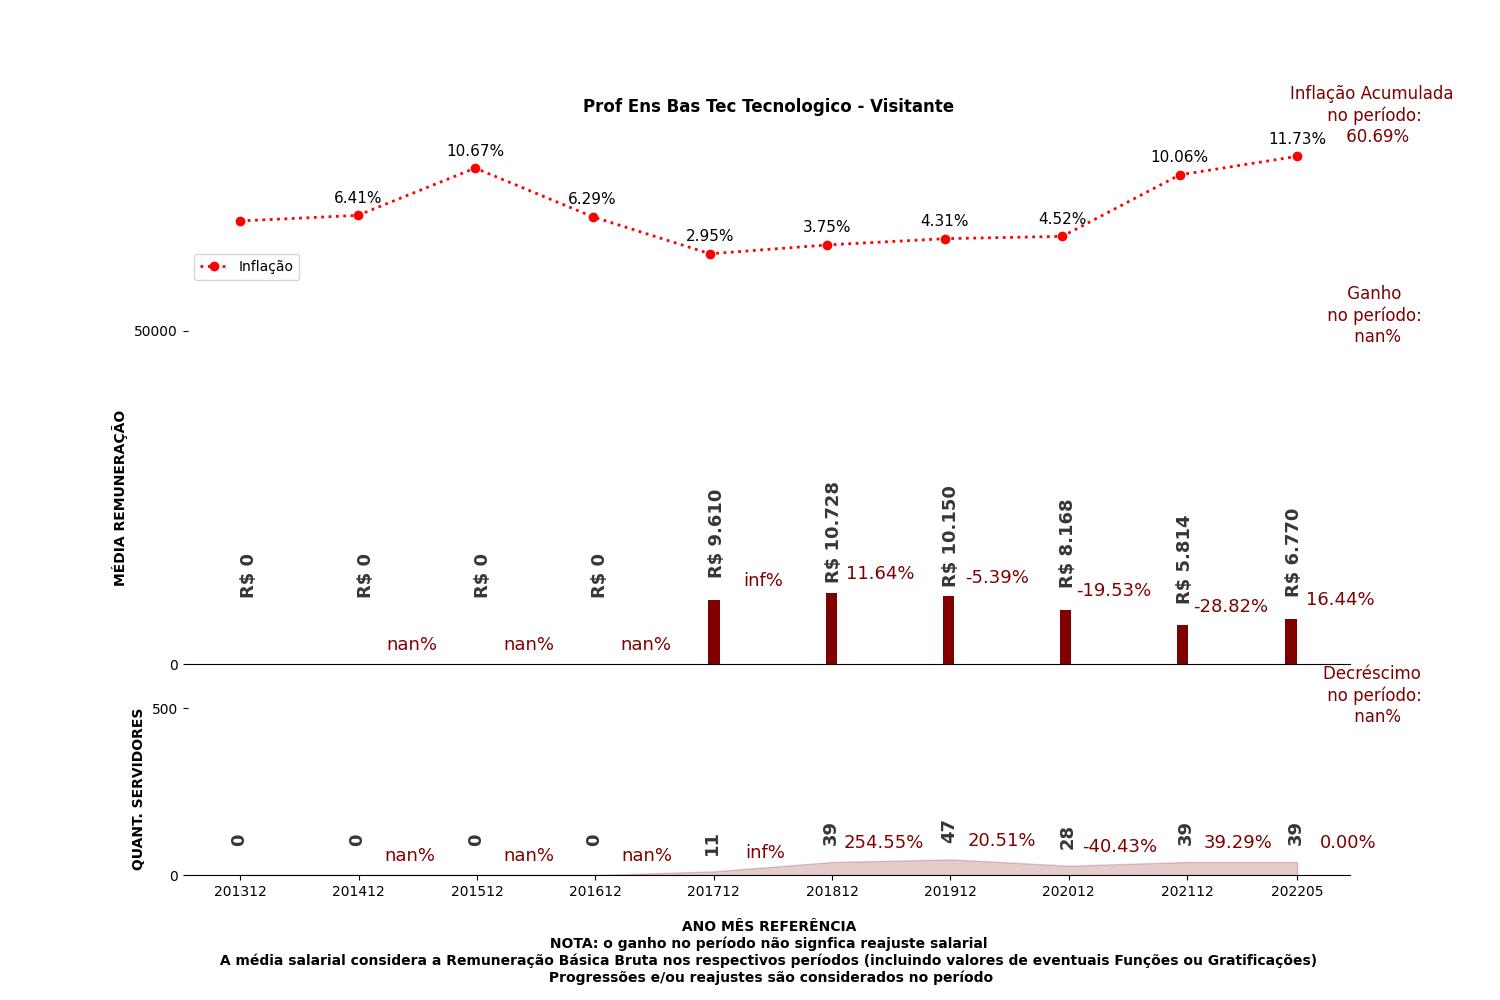 Prof Ens Bas Tec Tecnologico - Visitante
Inflação Acumulada
no período:
60.69%
6.41%
10.67%
6.29%
2.95%
3.75%
4.31%
4.52%
10.06%
11.73%
Inflação
Ganho
no período:
nan%
50000
0
MÉDIA REMUNERAÇÃO
R$ 0
R$ 0
R$ 0
R$ 0
R$ 9.610
R$ 10.728
R$ 10.150
R$ 8.168
R$ 5.814
R$ 6.770
nan%
nan%
nan%
inf%
11.64%
-5.39%
-19.53%
-28.82%
16.44%
Decréscimo
no período:
nan%
500
0
QUANT. SERVIDORES
0
0
0
0
11
39
47
28
39
39
nan%
nan%
nan%
inf%
254.55%
20.51%
-40.43%
39.29%
0.00%
201312
201412
201512
201612
201712
201812
201912
202012
202112
202205
ANO MÊS REFERÊNCIA
NOTA: o ganho no período não signfica reajuste salarial
A média salarial considera a Remuneração Básica Bruta nos respectivos períodos (incluindo valores de eventuais Funções ou Gratificações)
Progressões e/ou reajustes são considerados no período